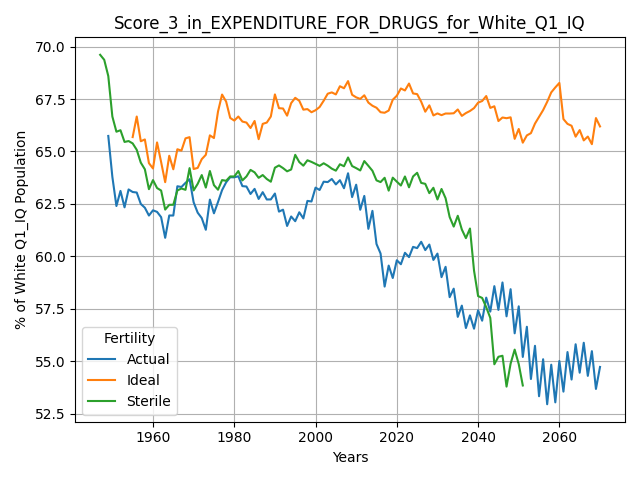 Score_3_in_EXPENDITURE_FOR_DRUGS_for_White_Q1_IQ
% of White Q1_IQ Population
70.0
67.5
65.0
62.5
60.0
57.5
55.0
52.5
Fertility
Actual
Ideal
Sterile
1960
1980
2000
2020
2040
2060
Years